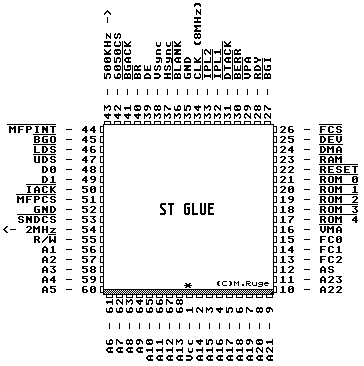 43 - 500KHz ->
42 - 6050CS
41 - BGACK
40 - BR
39 - DE
38 - VSync
37 - HSync
36 - BLANK
35 - GND
34 - CLK (8MHz)
33 - IPL2
32 - IPL1
31 - DTACK
30 - BERR
29 - VPA
28 - RDY
27 - BGI
MFPINT - 44
BGO - 45
LDS - 46
UDS - 47
D0 - 48
D1 - 49
IACK - 50
MFPCS - 51
GND - 52
SNDCS - 53
<- 2MHz - 54
R/W - 55
A1 - 56
A2 - 57
A3 - 58
A4 - 59
A5 - 60
ST GLUE
*
(C)M.Ruge
26 - FCS
25 - DEV
24 - DMA
23 - RAM
22 - RESET
21 - ROM 0
20 - ROM 1
19 - ROM 2
18 - ROM 3
17 - ROM 4
16 - VMA
15 - FC0
14 - FC1
13 - FC2
12 - AS
11 - A23
10 - A22
A6 - 61
A7 - 62
A8 - 63
A9 - 64
A10 - 65
A11 - 66
A12 - 67
A13 - 68
Vcc - 1
A14 - 2
A15 - 3
A16 - 4
A17 - 5
A18 - 6
A19 - 7
A20 - 8
A21 - 9